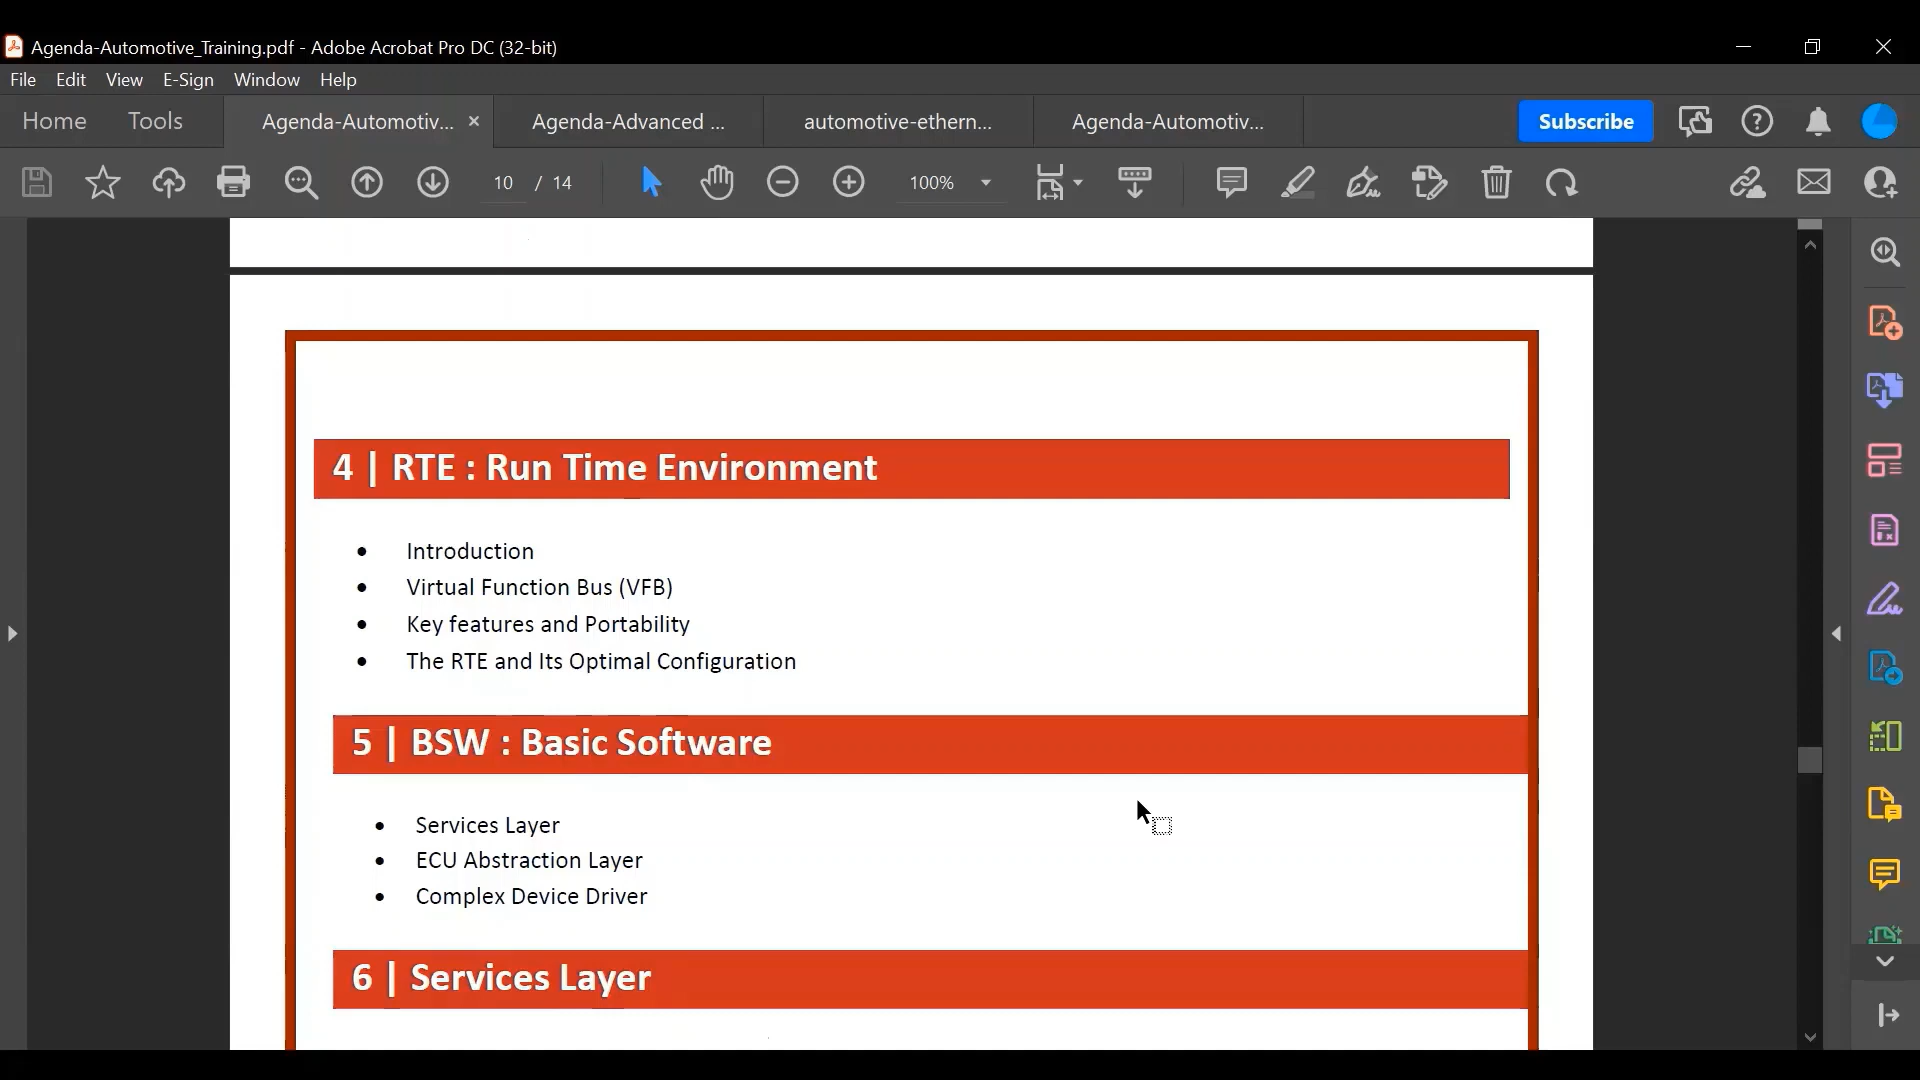 Agenda-Automotive_Training.pdf - Adobe Acrobat Pro DC (32-bit)
File Edit View E-Sign Window Help
Home Tools Agenda-Automotiv... Agenda-Advanced ... automotive-ethern... Agenda-Automotiv... Subscribe
10 / 14 100%
4 | RTE : Run Time Environment
• Introduction
• Virtual Function Bus (VFB)
• Key features and Portability
• The RTE and Its Optimal Configuration
5 | BSW : Basic Software
• Services Layer
• ECU Abstraction Layer
• Complex Device Driver
6 | Services Layer